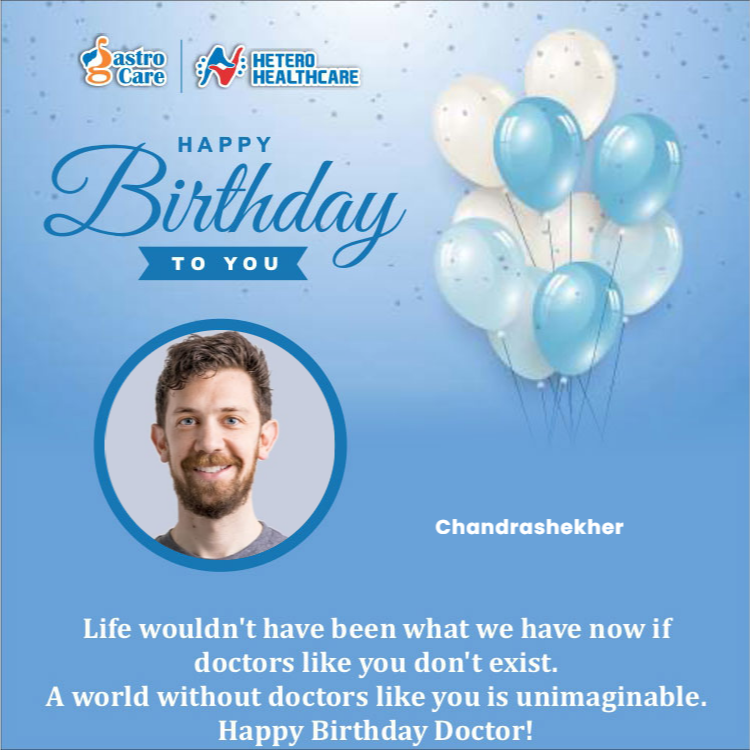 Gastro
Care
HETERO
HEALTHCARE
HAPPY
Birthday
TO YOU
Chandrashekher
Life wouldn't have been what we have now if
doctors like you don't exist.
A world without doctors like you is unimaginable.
Happy Birthday Doctor!